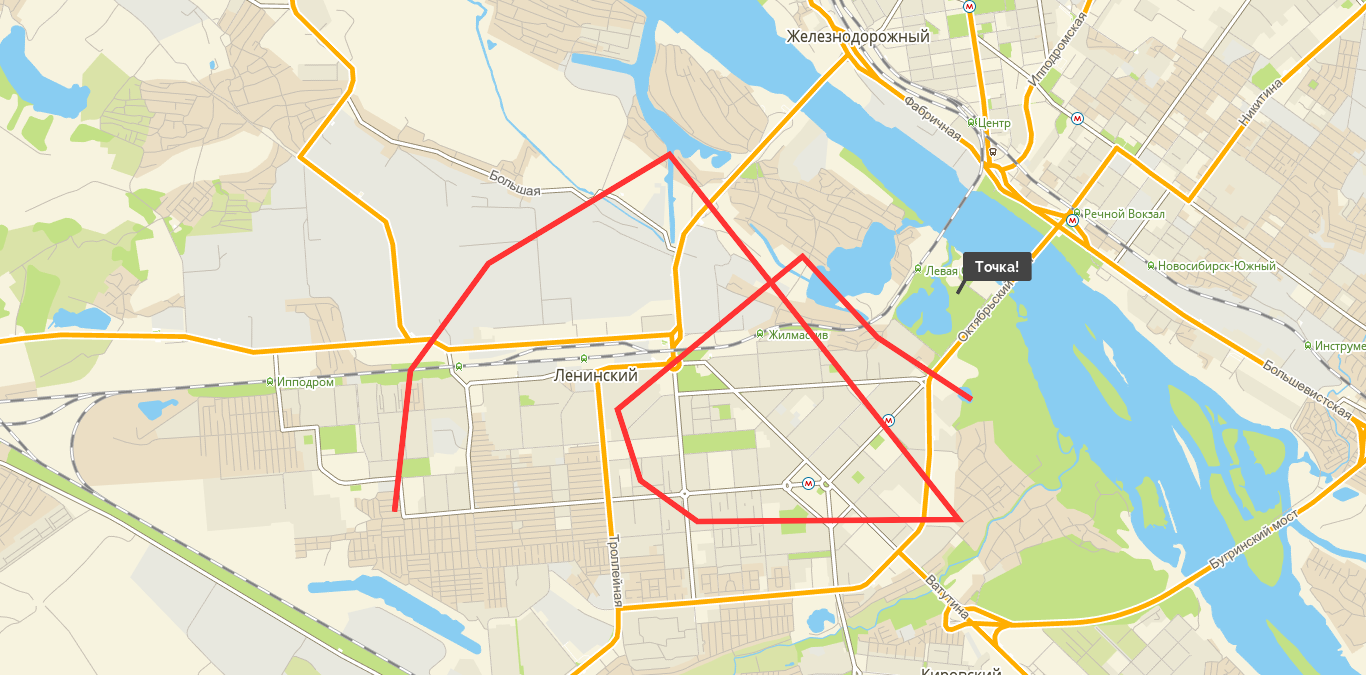 Железнодорожный
Ипподромская
Никитина
Фабричная
Центр
Большая
Речной Вокзал
Новосибирск-Южный
Левая
Точка!
Октябрьский
Жилмассив
Инструме
Ленинский
Ипподром
Большевистская
Бугринский мост
Троллейная
Ватутина
Кировский